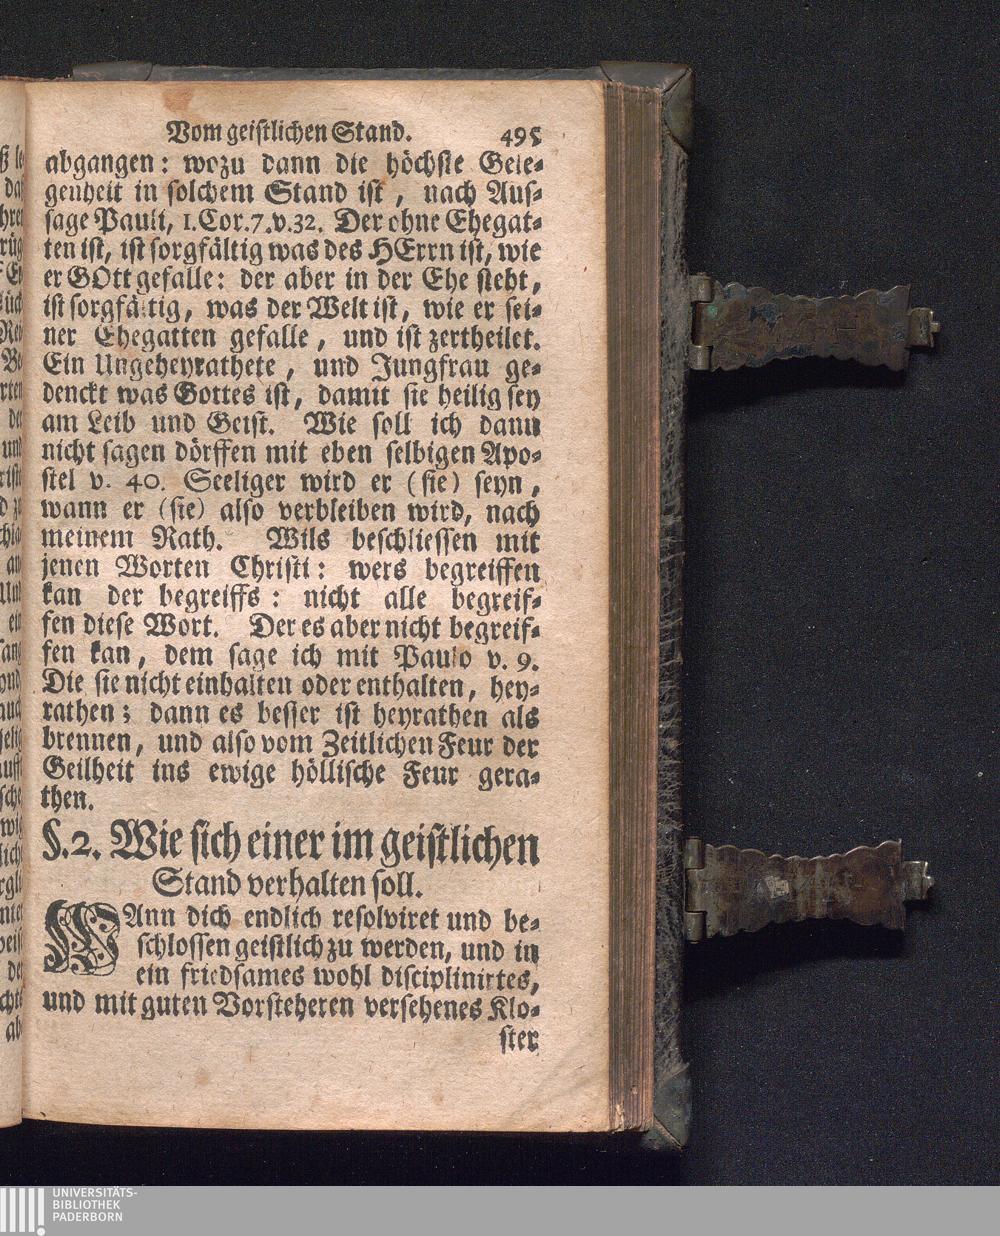 Vom geistlichen Stand. 495
abgangen: wozu dann die höchste Gele-
genheit in solchem Stand ist, nach Aus-
sage Pauli, 1. Cor. 7. v. 32. Der ohne Ehegat-
ten ist, ist sorgfältig was des HErrn ist, wie
er GOtt gefalle: der aber in der Ehe steht,
ist sorgfältig, was der Welt ist, wie er sei-
ner Ehegatten gefalle, und ist zertheilet.
Ein Ungeheyrathete, und Jungfrau ge-
denckt was Gottes ist, damit sie heilig sey
am Leib und Geist. Wie soll ich dann
nicht sagen dörffen mit eben selbigen Apo-
stel v. 40. Seeliger wird er (sie) seyn,
wann er (sie) also verbleiben wird, nach
meinem Rath. Wils beschliessen mit
jenen Worten Christi: wers begreiffen
kan der begreiffs: nicht alle begreif-
fen diese Wort. Der es aber nicht begreif-
fen kan, dem sage ich mit Paulo v. 9.
Die sie nicht einhalten oder enthalten, hey-
rathen; dann es besser ist heyrathen als
brennen, und also vom Zeitlichen Feur der
Geilheit ins ewige höllische Feur gera-
then.
§. 2. Wie sich einer im geistlichen
Stand verhalten soll.
WAnn dich endlich resolviret und be-
schlossen geistlich zu werden, und in
ein friedsames wohl disciplinirtes,
und mit guten Vorsteheren versehenes Klo-
ster
UNIVERSITÄTS-
BIBLIOTHEK
PADERBORN